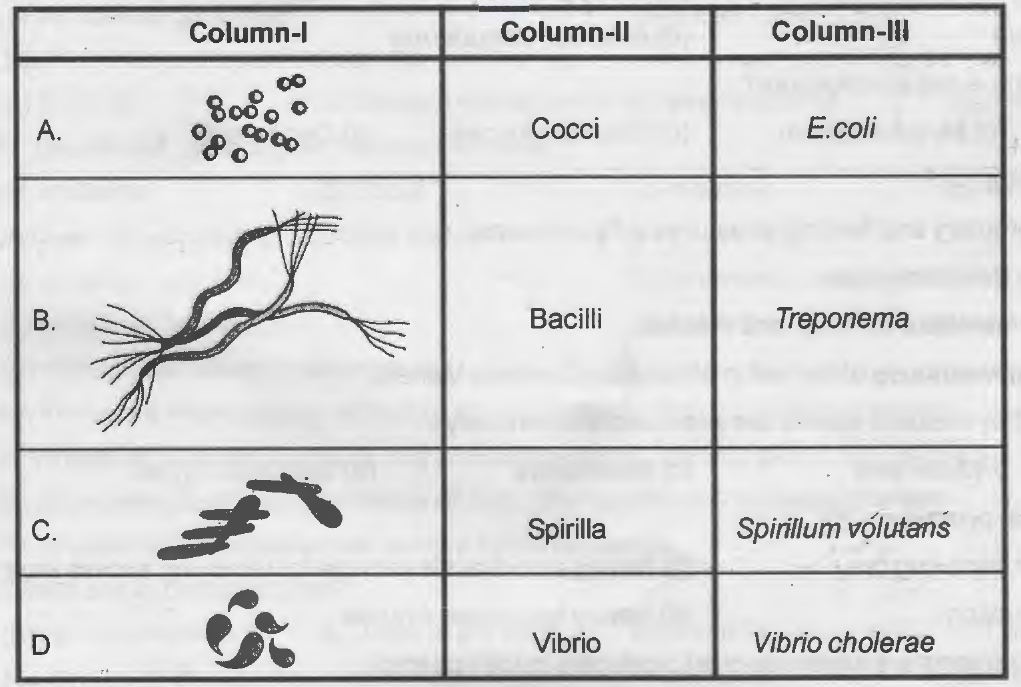 Column-I Column-II Column-III
A. Cocci E.coli
B. Bacilli Treponema
C. Spirilla Spirillum volutans
D Vibrio Vibrio cholerae